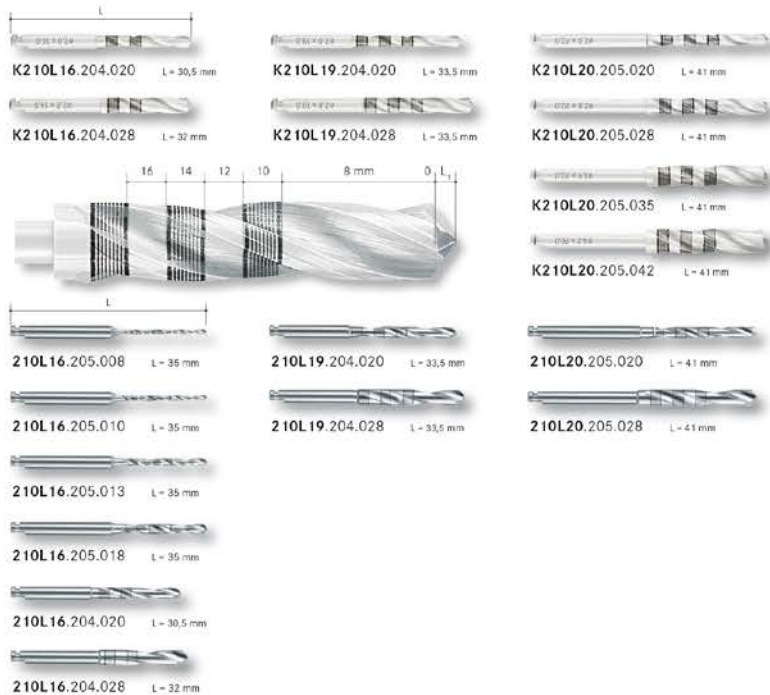 L
K210L16.204.020 L = 30,5 mm
K210L19.204.020 L = 33,5 mm
K210L20.205.020 L = 41 mm
K210L16.204.028 L = 32 mm
K210L19.204.028 L = 33,5 mm
K210L20.205.028 L = 41 mm
16 14 12 10 8 mm 0 L₁
K210L20.205.035 L = 41 mm
K210L20.205.042 L = 41 mm
L
210L16.205.008 L = 35 mm
210L19.204.020 L = 33,5 mm
210L20.205.020 L = 41 mm
210L16.205.010 L = 35 mm
210L19.204.028 L = 33,5 mm
210L20.205.028 L = 41 mm
210L16.205.013 L = 35 mm
210L16.205.018 L = 35 mm
210L16.204.020 L = 30,5 mm
210L16.204.028 L = 32 mm